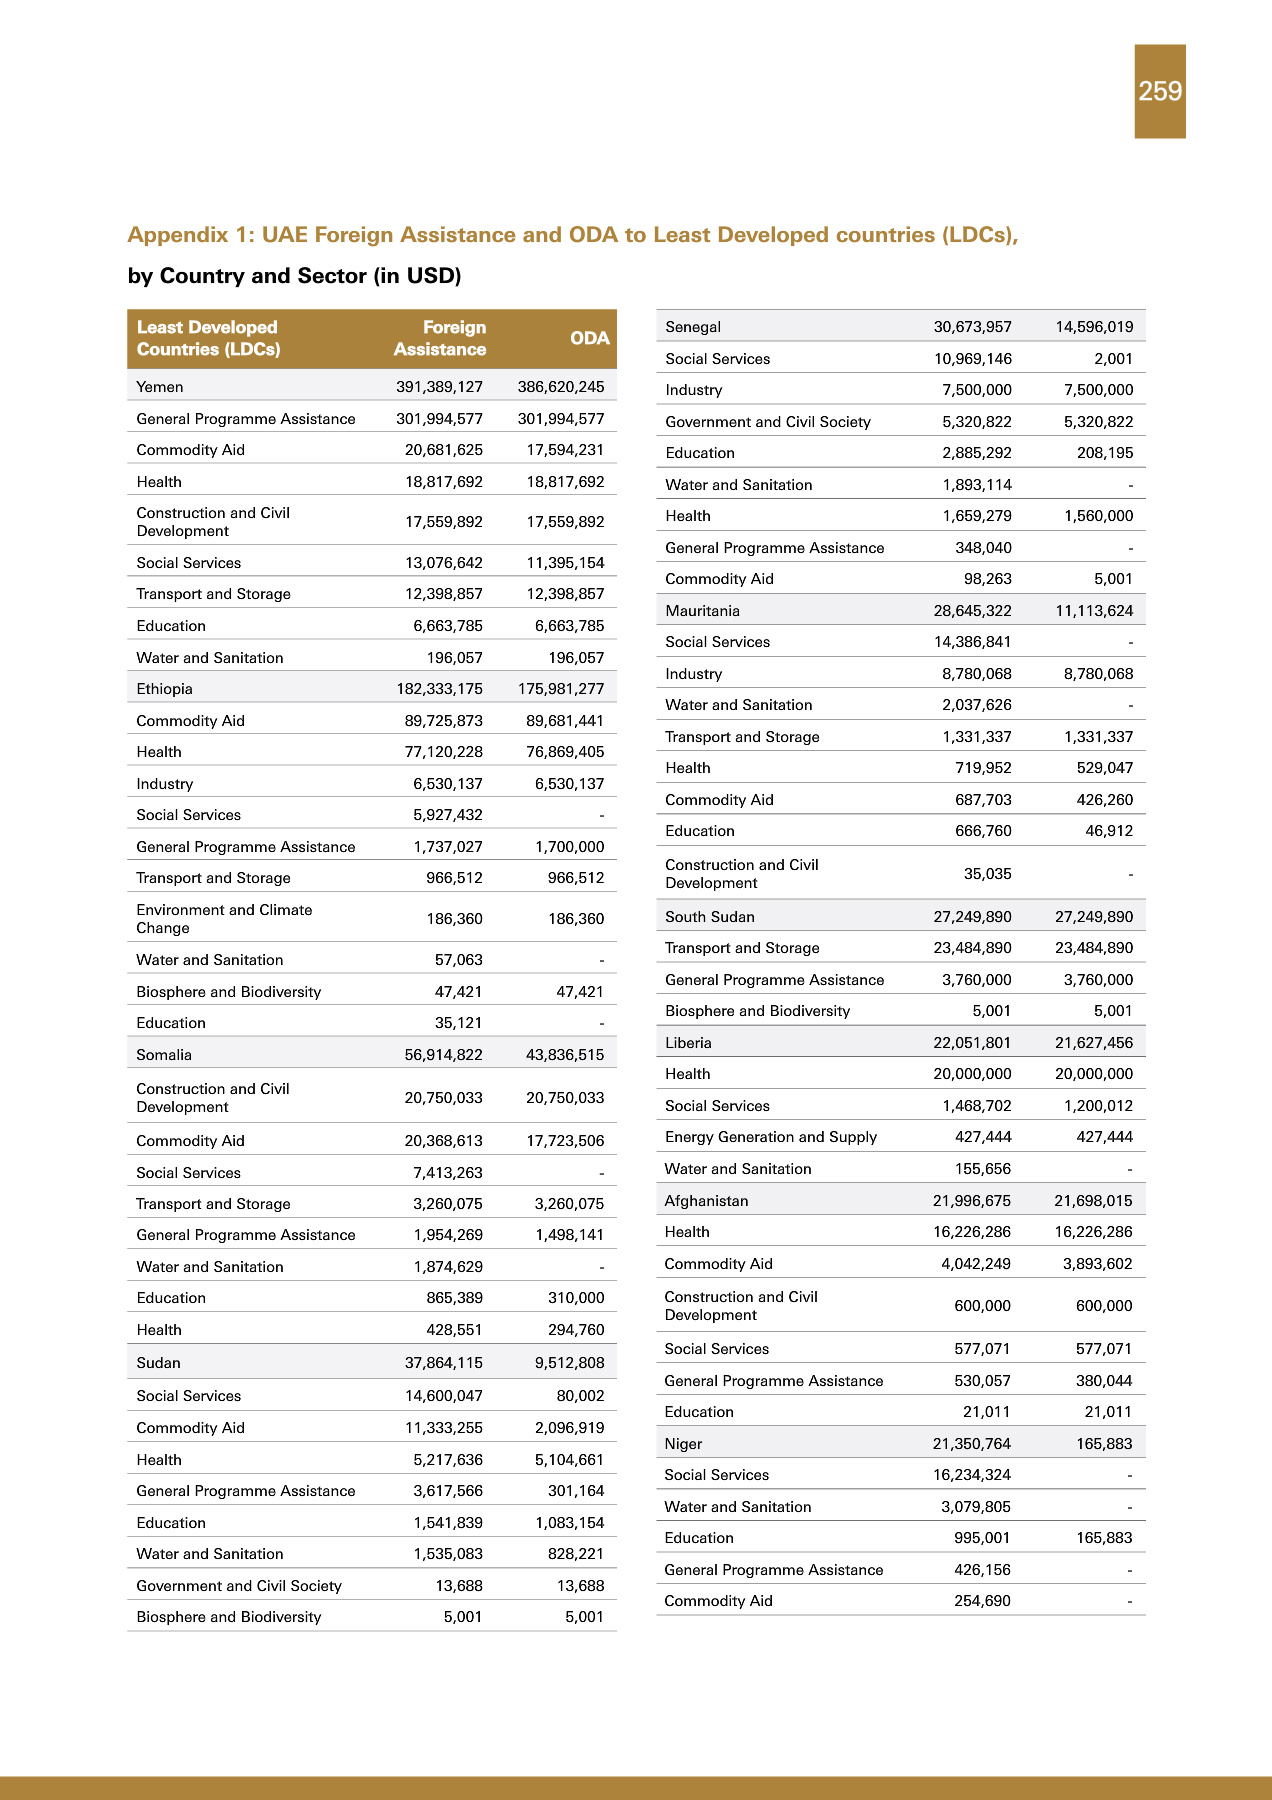 259
Appendix 1: UAE Foreign Assistance and ODA to Least Developed countries (LDCs),
by Country and Sector (in USD)
Least Developed Countries (LDCs) Foreign Assistance ODA
Yemen 391,389,127 386,620,245
General Programme Assistance 301,994,577 301,994,577
Commodity Aid 20,681,625 17,594,231
Health 18,817,692 18,817,692
Construction and Civil Development 17,559,892 17,559,892
Social Services 13,076,642 11,395,154
Transport and Storage 12,398,857 12,398,857
Education 6,663,785 6,663,785
Water and Sanitation 196,057 196,057
Ethiopia 182,333,175 175,981,277
Commodity Aid 89,725,873 89,681,441
Health 77,120,228 76,869,405
Industry 6,530,137 6,530,137
Social Services 5,927,432 -
General Programme Assistance 1,737,027 1,700,000
Transport and Storage 966,512 966,512
Environment and Climate Change 186,360 186,360
Water and Sanitation 57,063 -
Biosphere and Biodiversity 47,421 47,421
Education 35,121 -
Somalia 56,914,822 43,836,515
Construction and Civil Development 20,750,033 20,750,033
Commodity Aid 20,368,613 17,723,506
Social Services 7,413,263 -
Transport and Storage 3,260,075 3,260,075
General Programme Assistance 1,954,269 1,498,141
Water and Sanitation 1,874,629 -
Education 865,389 310,000
Health 428,551 294,760
Sudan 37,864,115 9,512,808
Social Services 14,600,047 80,002
Commodity Aid 11,333,255 2,096,919
Health 5,217,636 5,104,661
General Programme Assistance 3,617,566 301,164
Education 1,541,839 1,083,154
Water and Sanitation 1,535,083 828,221
Government and Civil Society 13,688 13,688
Biosphere and Biodiversity 5,001 5,001
Senegal 30,673,957 14,596,019
Social Services 10,969,146 2,001
Industry 7,500,000 7,500,000
Government and Civil Society 5,320,822 5,320,822
Education 2,885,292 208,195
Water and Sanitation 1,893,114 -
Health 1,659,279 1,560,000
General Programme Assistance 348,040 -
Commodity Aid 98,263 5,001
Mauritania 28,645,322 11,113,624
Social Services 14,386,841 -
Industry 8,780,068 8,780,068
Water and Sanitation 2,037,626 -
Transport and Storage 1,331,337 1,331,337
Health 719,952 529,047
Commodity Aid 687,703 426,260
Education 666,760 46,912
Construction and Civil Development 35,035 -
South Sudan 27,249,890 27,249,890
Transport and Storage 23,484,890 23,484,890
General Programme Assistance 3,760,000 3,760,000
Biosphere and Biodiversity 5,001 5,001
Liberia 22,051,801 21,627,456
Health 20,000,000 20,000,000
Social Services 1,468,702 1,200,012
Energy Generation and Supply 427,444 427,444
Water and Sanitation 155,656 -
Afghanistan 21,996,675 21,698,015
Health 16,226,286 16,226,286
Commodity Aid 4,042,249 3,893,602
Construction and Civil Development 600,000 600,000
Social Services 577,071 577,071
General Programme Assistance 530,057 380,044
Education 21,011 21,011
Niger 21,350,764 165,883
Social Services 16,234,324 -
Water and Sanitation 3,079,805 -
Education 995,001 165,883
General Programme Assistance 426,156 -
Commodity Aid 254,690 -